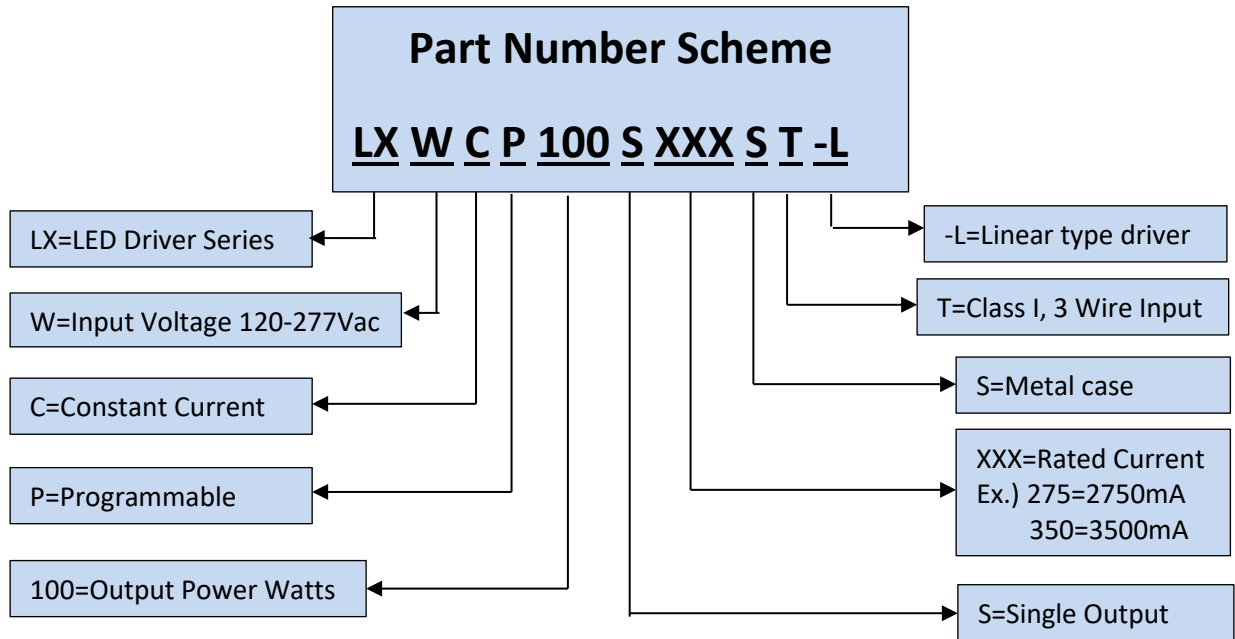 Part Number Scheme
LX W C P 100 S XXX S T -L
LX=LED Driver Series
W=Input Voltage 120-277Vac
C=Constant Current
P=Programmable
100=Output Power Watts
-L=Linear type driver
T=Class I, 3 Wire Input
S=Metal case
XXX=Rated Current
Ex.) 275=2750mA
350=3500mA
S=Single Output